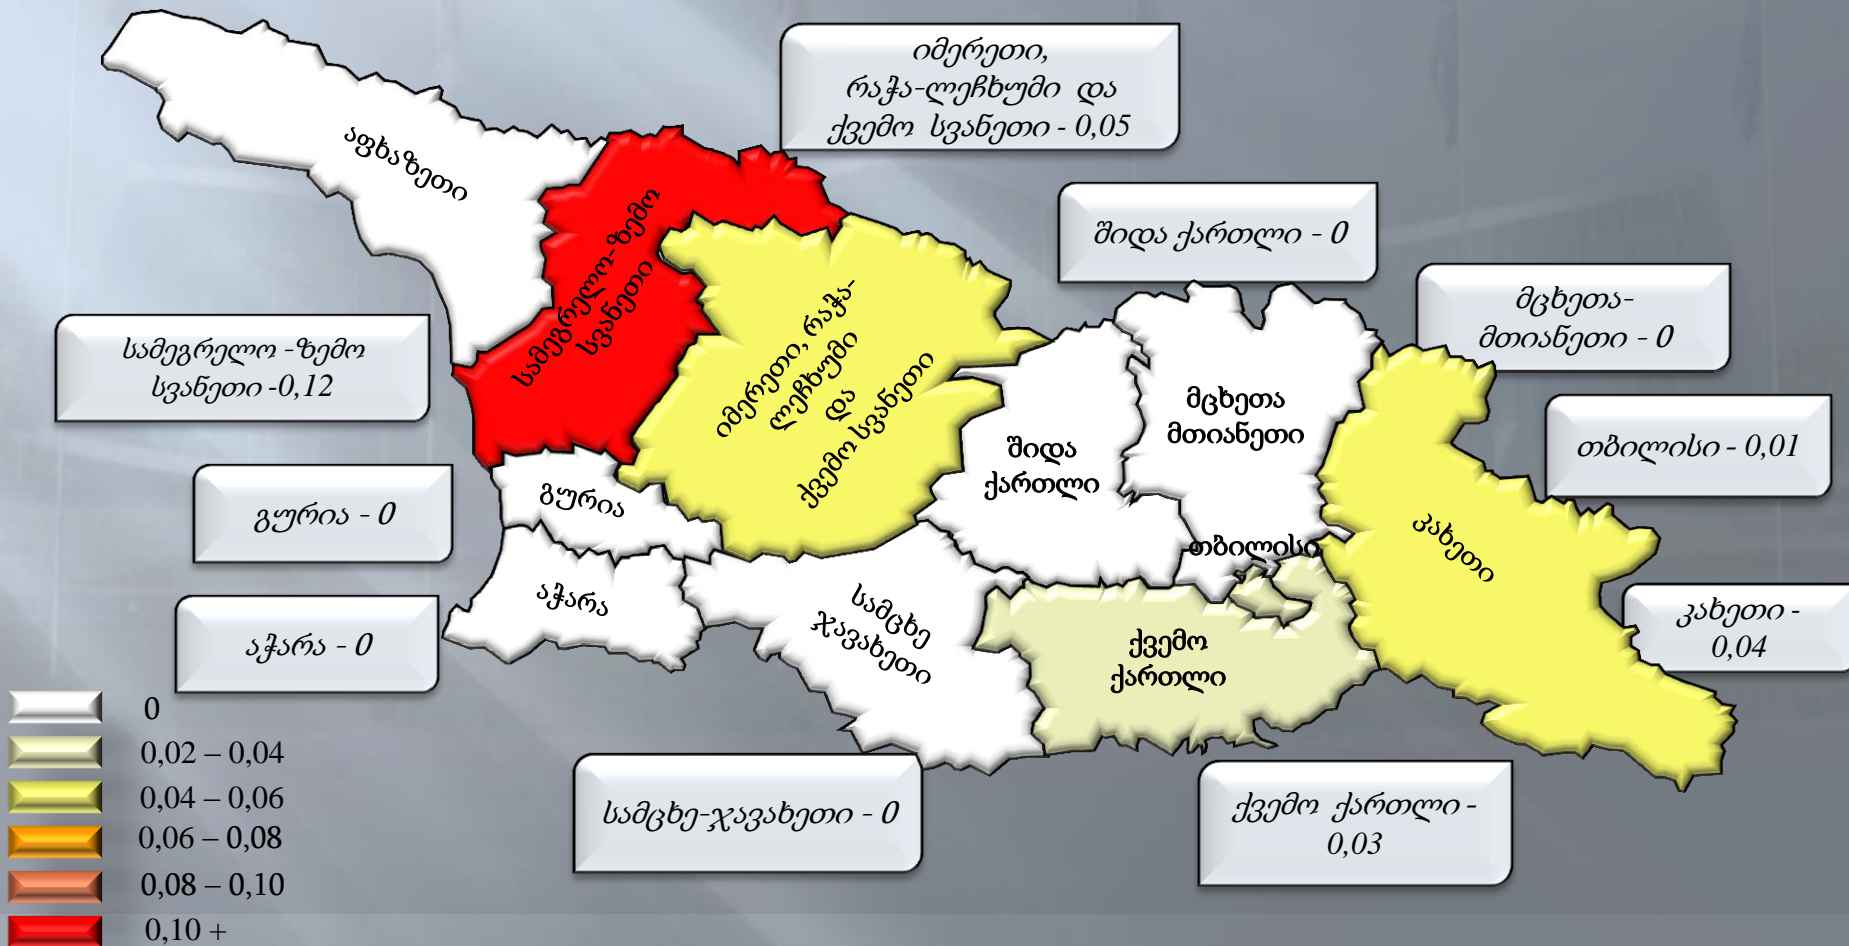 იმერეთი,
რაჭა-ლეჩხუმი და
ქვემო სვანეთი - 0,05
შიდა ქართლი - 0
მცხეთა-
მთიანეთი - 0
თბილისი - 0,01
კახეთი -
0,04
ქვემო ქართლი -
0,03
სამცხე-ჯავახეთი - 0
აჭარა - 0
გურია - 0
სამეგრელო -ზემო
სვანეთი -0,12
აფხაზეთი
სამეგრელო-ზემო
სვანეთი
იმერეთი, რაჭა-
ლეჩხუმი
და
ქვემო სვანეთი
გურია
აჭარა
სამცხე
ჯავახეთი
შიდა
ქართლი
მცხეთა
მთიანეთი
თბილისი
ქვემო
ქართლი
კახეთი
0
0,02 – 0,04
0,04 – 0,06
0,06 – 0,08
0,08 – 0,10
0,10 +